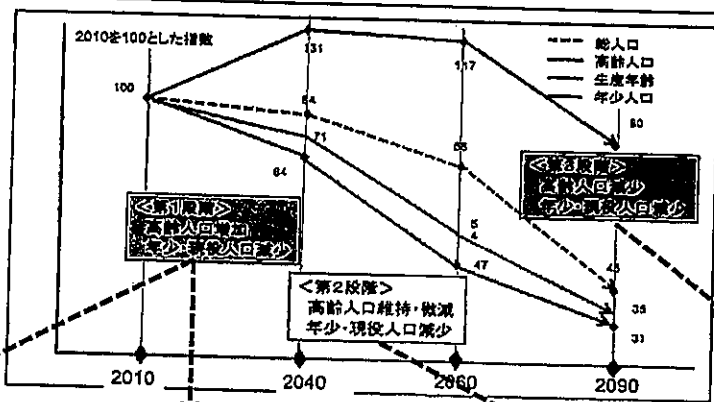 2010を100とした指数
総人口
高齢人口
生産年齢
年少人口
100
131
117
84
71
64
5
4
47
35
<第1段階>
高齢人口増加
年少・現役人口減少
<第2段階>
高齢人口維持・微減
年少・現役人口減少
<第3段階>
高齢人口減少
年少・現役人口減少
2010
2040
2060
2090